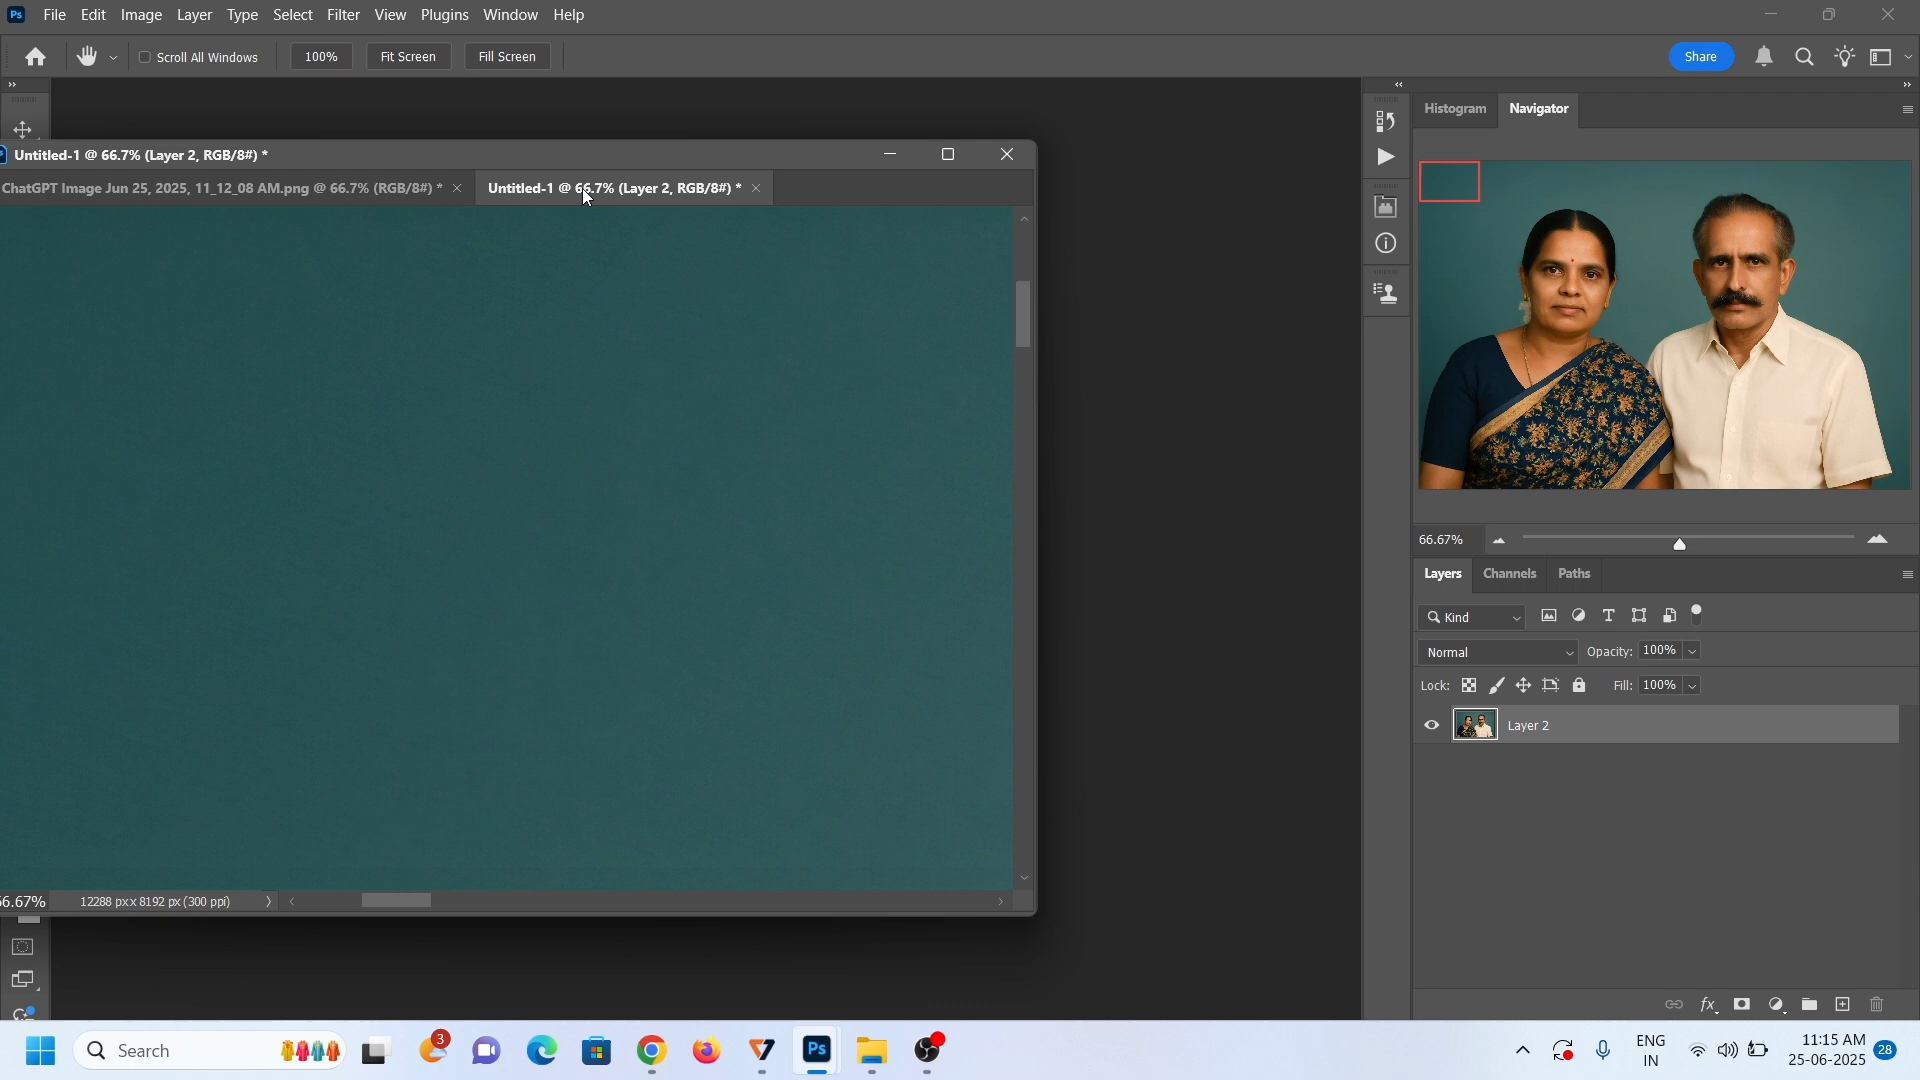 Ps File Edit Image Layer Type Select Filter View Plugins Window Help
Scroll All Windows 100% Fit Screen Fill Screen Share
Histogram Navigator
Untitled-1 @ 66.7% (Layer 2, RGB/8#) *
ChatGPT Image Jun 25, 2025, 11_12_08 AM.png @ 66.7% (RGB/8#) * Untitled-1 @ 66.7% (Layer 2, RGB/8#) *
66.67%
Layers Channels Paths
Kind
Normal Opacity: 100%
Lock: Fill: 100%
Layer 2
66.67% 12288 px x 8192 px (300 ppi)
fx
Search 3 Ps ENG IN 11:15 AM 25-06-2025 28